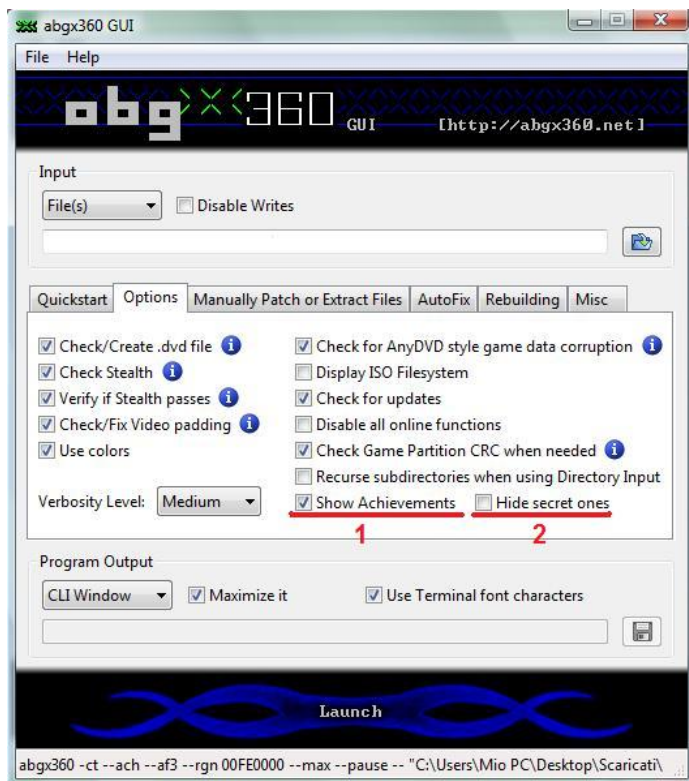 abgx360 GUI
File Help
abgx360 GUI [http://abgx360.net]
Input
File(s) Disable Writes
Quickstart Options Manually Patch or Extract Files AutoFix Rebuilding Misc
Check/Create .dvd file Check for AnyDVD style game data corruption
Check Stealth Display ISO Filesystem
Verify if Stealth passes Check for updates
Check/Fix Video padding Disable all online functions
Use colors Check Game Partition CRC when needed
Recurse subdirectories when using Directory Input
Verbosity Level: Medium Show Achievements Hide secret ones
1 2
Program Output
CLI Window Maximize it Use Terminal font characters
Launch
abgx360 -ct --ach --af3 --rgn 00FE0000 --max --pause -- "C:\Users\Mio PC\Desktop\Scaricati\